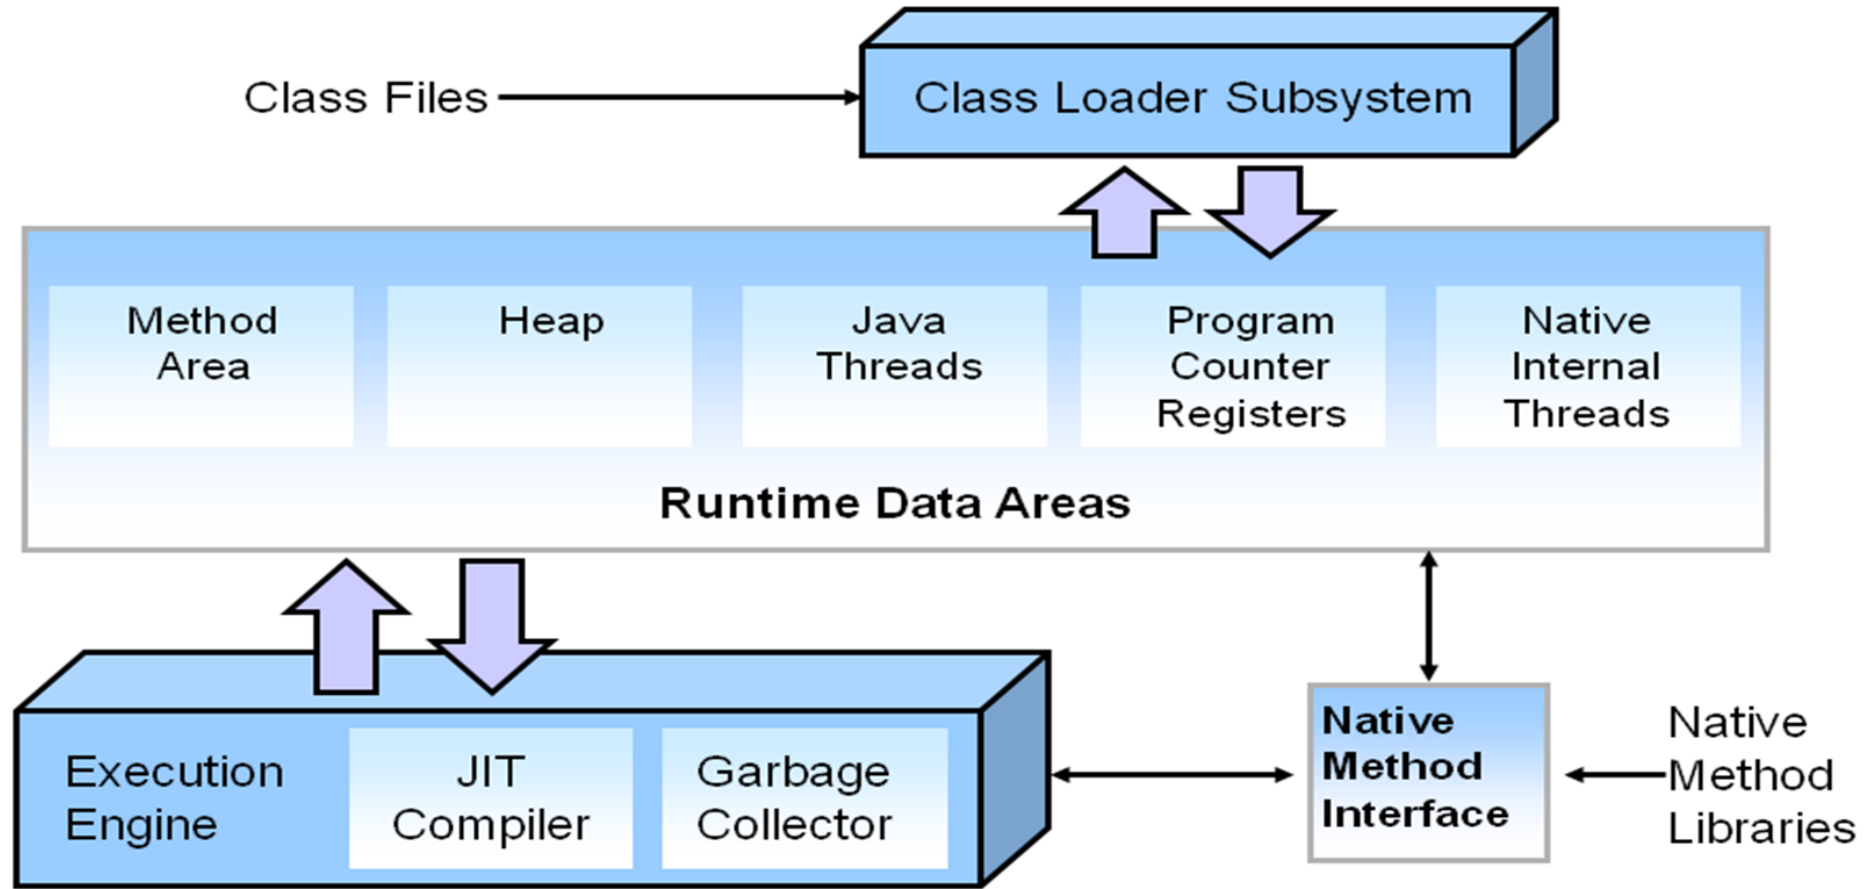 Class Files
Class Loader Subsystem
Method
Area
Heap
Java
Threads
Program
Counter
Registers
Native
Internal
Threads
Runtime Data Areas
Execution
Engine
JIT
Compiler
Garbage
Collector
Native
Method
Interface
Native
Method
Libraries